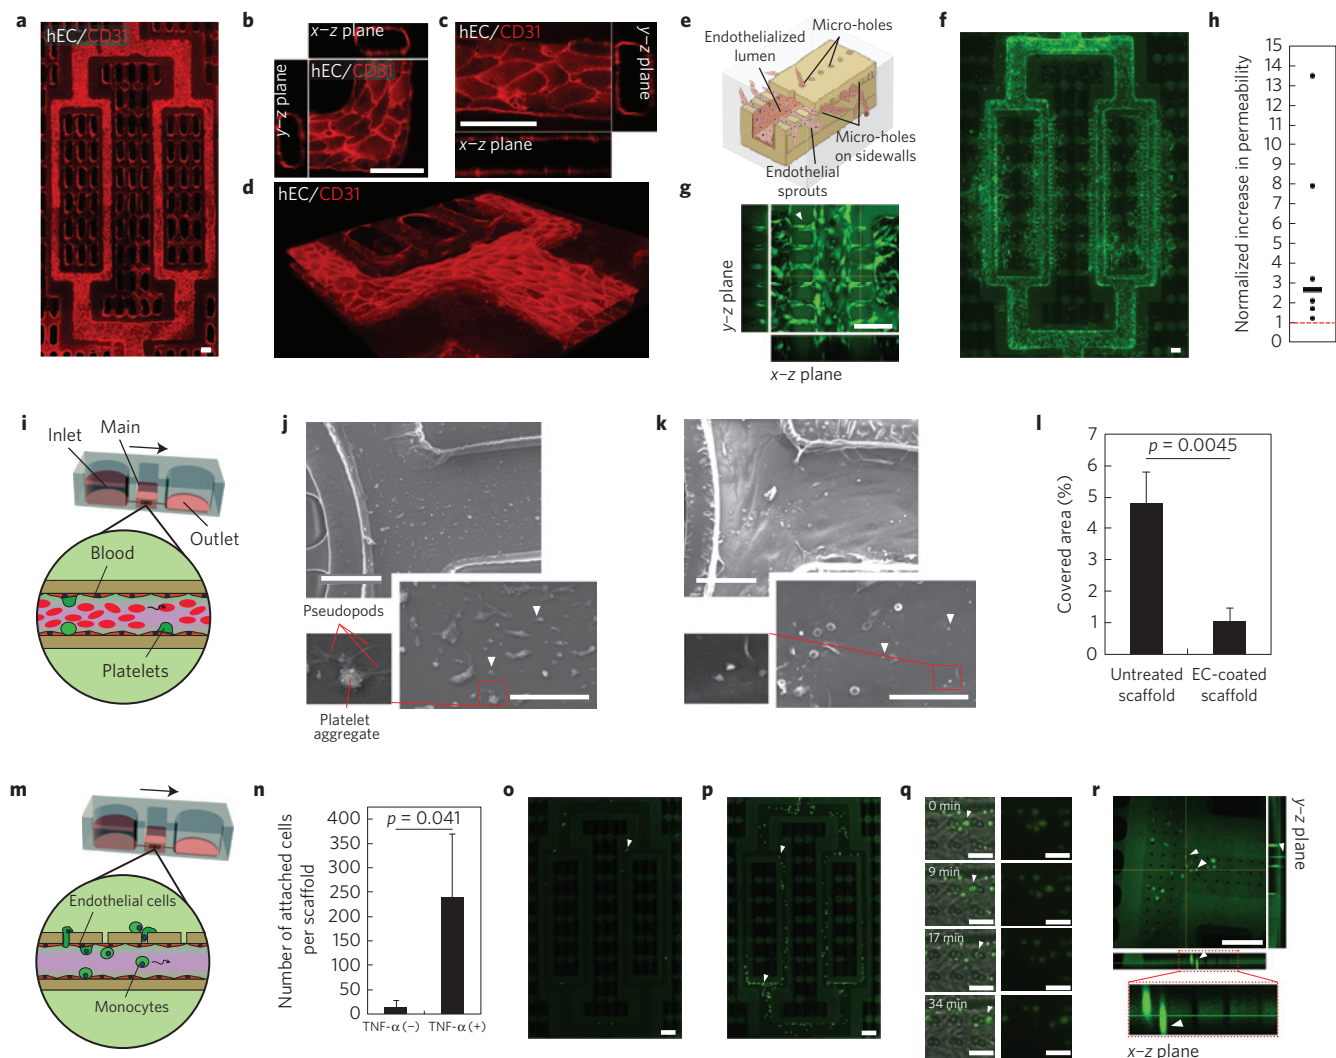 a
hEC/CD31
b
x–z plane
hEC/CD31
y–z plane
c
hEC/CD31
y–z plane
x–z plane
d
hEC/CD31
e
Micro-holes
Endothelialized
lumen
Micro-holes
on sidewalls
Endothelial
sprouts
f
g
y–z plane
x–z plane
h
Normalized increase in permeability
15
14
13
12
11
10
9
8
7
6
5
4
3
2
1
0
i
Main
Inlet
Outlet
Blood
Platelets
j
Pseudopods
Platelet
aggregate
k
l
Covered area (%)
7
6
5
4
3
2
1
0
p = 0.0045
Untreated
scaffold
EC-coated
scaffold
m
Endothelial cells
Monocytes
n
Number of attached cells
per scaffold
400
350
300
250
200
150
100
50
0
p = 0.041
TNF-α (–)
TNF-α (+)
o
p
q
0 min
9 min
17 min
34 min
r
y–z plane
x–z plane